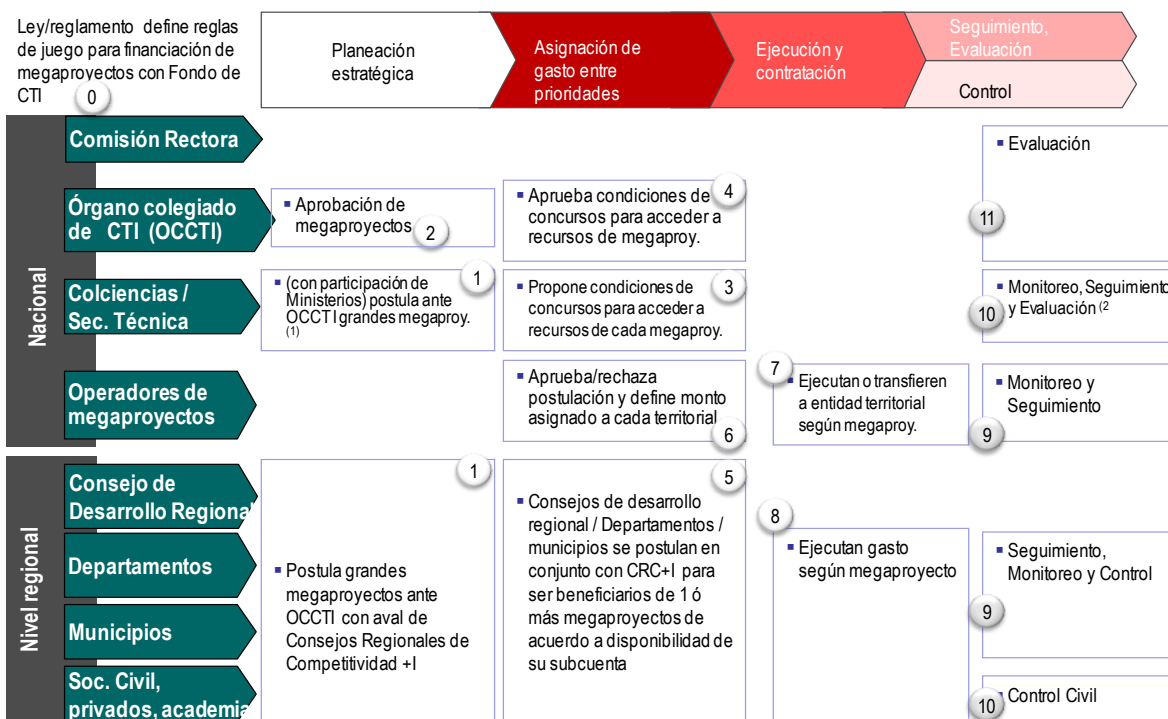 Ley/reglamento define reglas
de juego para financiación de
megaproyectos con Fondo de
CTI
0
Planeación
estratégica
Asignación de
gasto entre
prioridades
Ejecución y
contratación
Seguimiento,
Evaluación
Control
Nacional
Comisión Rectora
▪ Evaluación
11
Órgano colegiado
de CTI (OCCTI)
▪ Aprobación de
megaproyectos
2
▪ Aprueba condiciones de
concursos para acceder a
recursos de megaproy.
4
Colciencias /
Sec. Técnica
▪ (con participación de
Ministerios) postula ante
OCCTI grandes megaproy.
(1)
1
▪ Propone condiciones de
concursos para acceder a
recursos de cada megaproy.
3
▪ Monitoreo, Seguimiento
y Evaluación (2
10
Operadores de
megaproyectos
▪ Aprueba/rechaza
postulación y define monto
asignado a cada territorial
6
7
▪ Ejecutan o transfieren
a entidad territorial
según megaproy.
▪ Monitoreo y
Seguimiento
9
Nivel regional
Consejo de
Desarrollo Regional
Departamentos
Municipios
Soc. Civil,
privados, academia
1
▪ Postula grandes
megaproyectos ante
OCCTI con aval de
Consejos Regionales de
Competitividad +I
5
▪ Consejos de desarrollo
regional / Departamentos /
municipios se postulan en
conjunto con CRC+I para
ser beneficiarios de 1 ó
más megaproyectos de
acuerdo a disponibilidad de
su subcuenta
8
▪ Ejecutan gasto
según megaproyecto
▪ Seguimiento,
Monitoreo y Control
9
▪ Control Civil
10